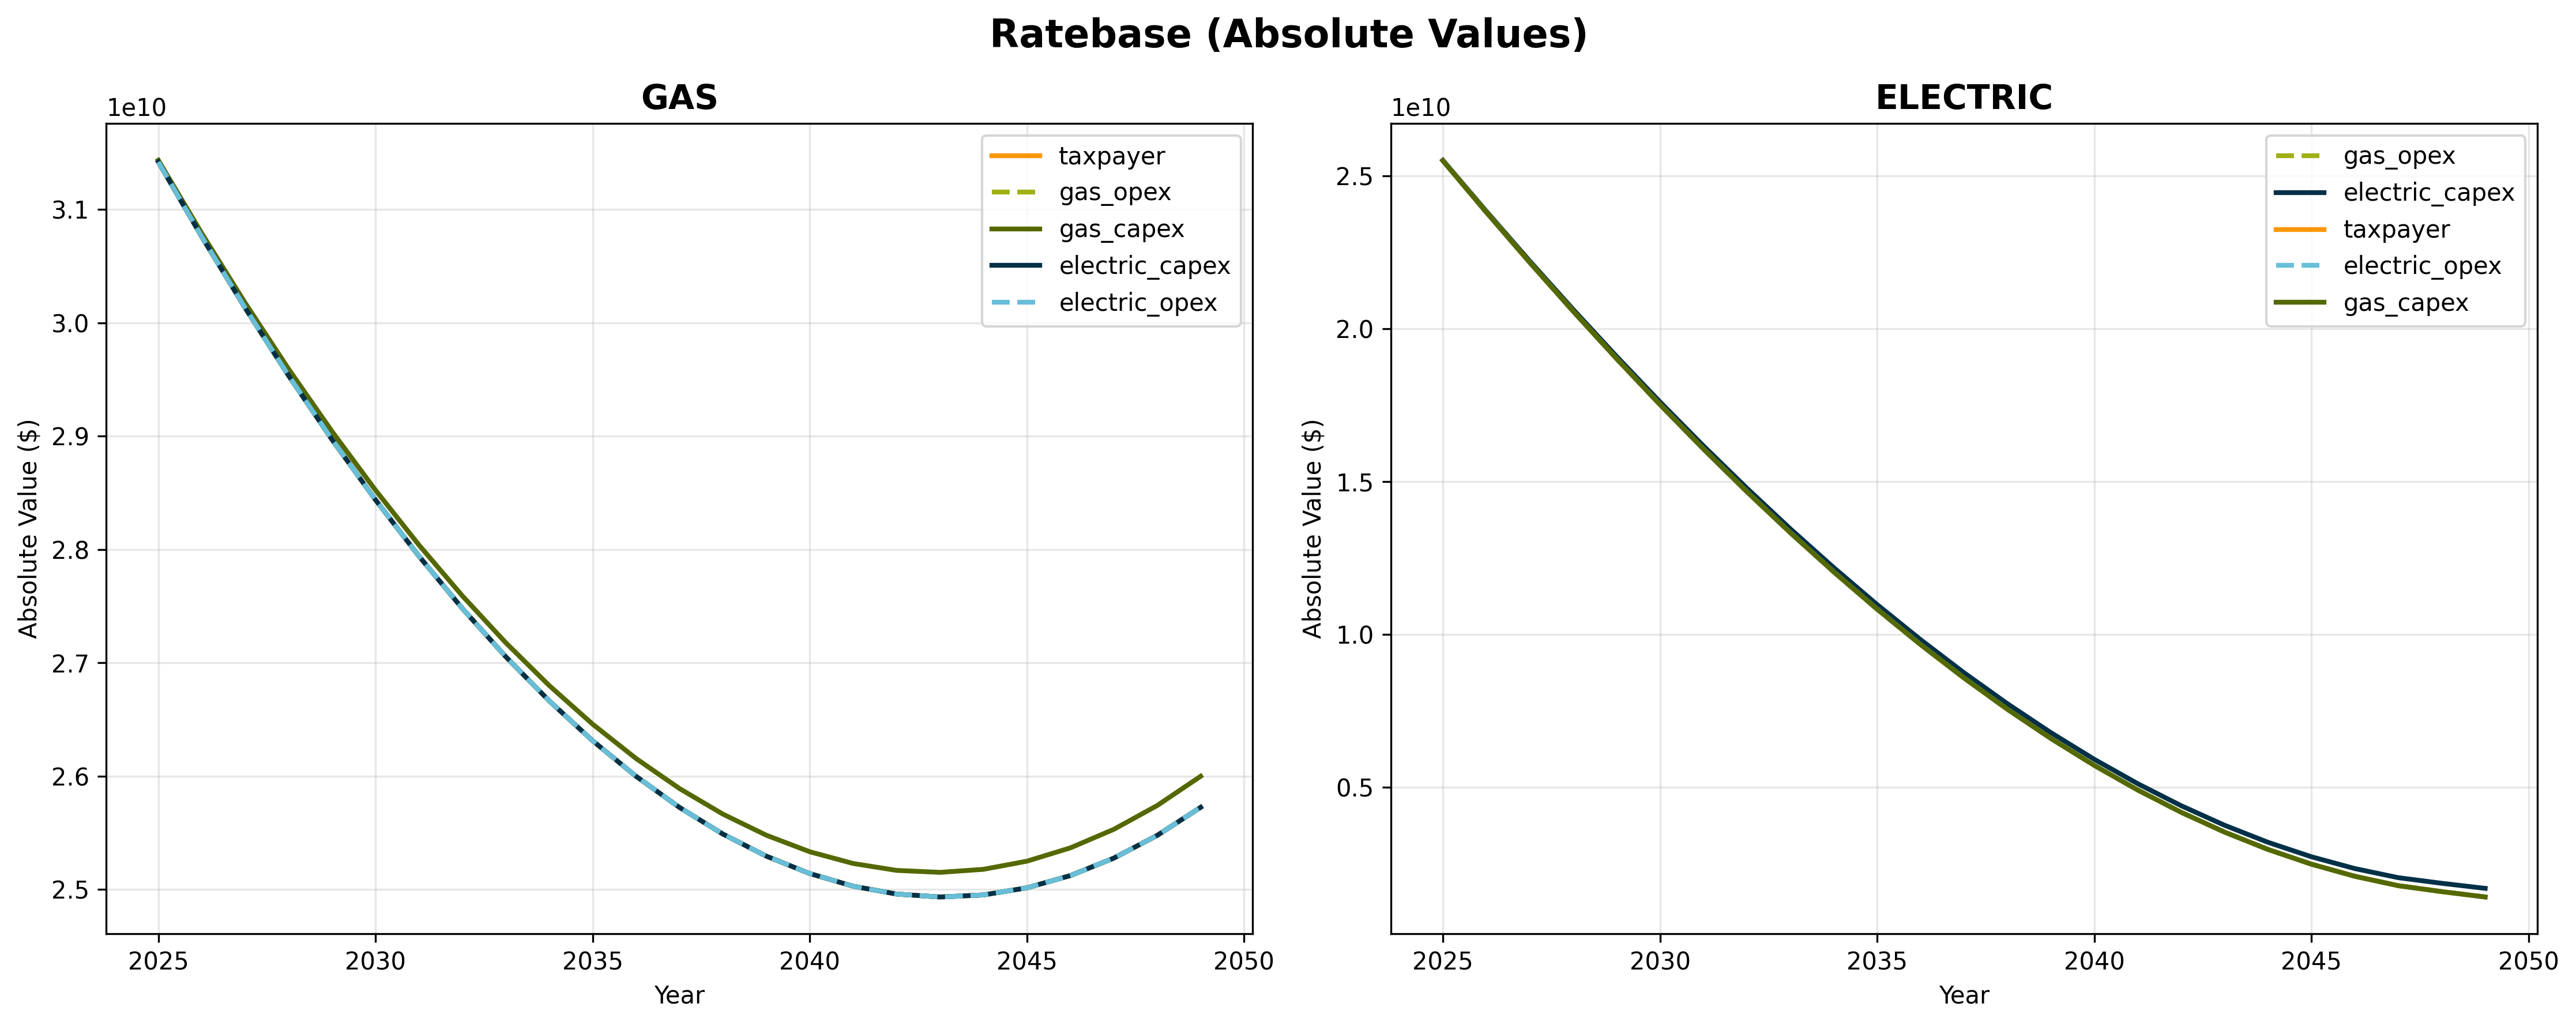 Ratebase (Absolute Values)
GAS
1e10
3.1
3.0
2.9
2.8
2.7
2.6
2.5
Absolute Value ($)
2025 2030 2035 2040 2045 2050
Year
taxpayer
gas_opex
gas_capex
electric_capex
electric_opex
ELECTRIC
1e10
2.5
2.0
1.5
1.0
0.5
Absolute Value ($)
2025 2030 2035 2040 2045 2050
Year
gas_opex
electric_capex
taxpayer
electric_opex
gas_capex